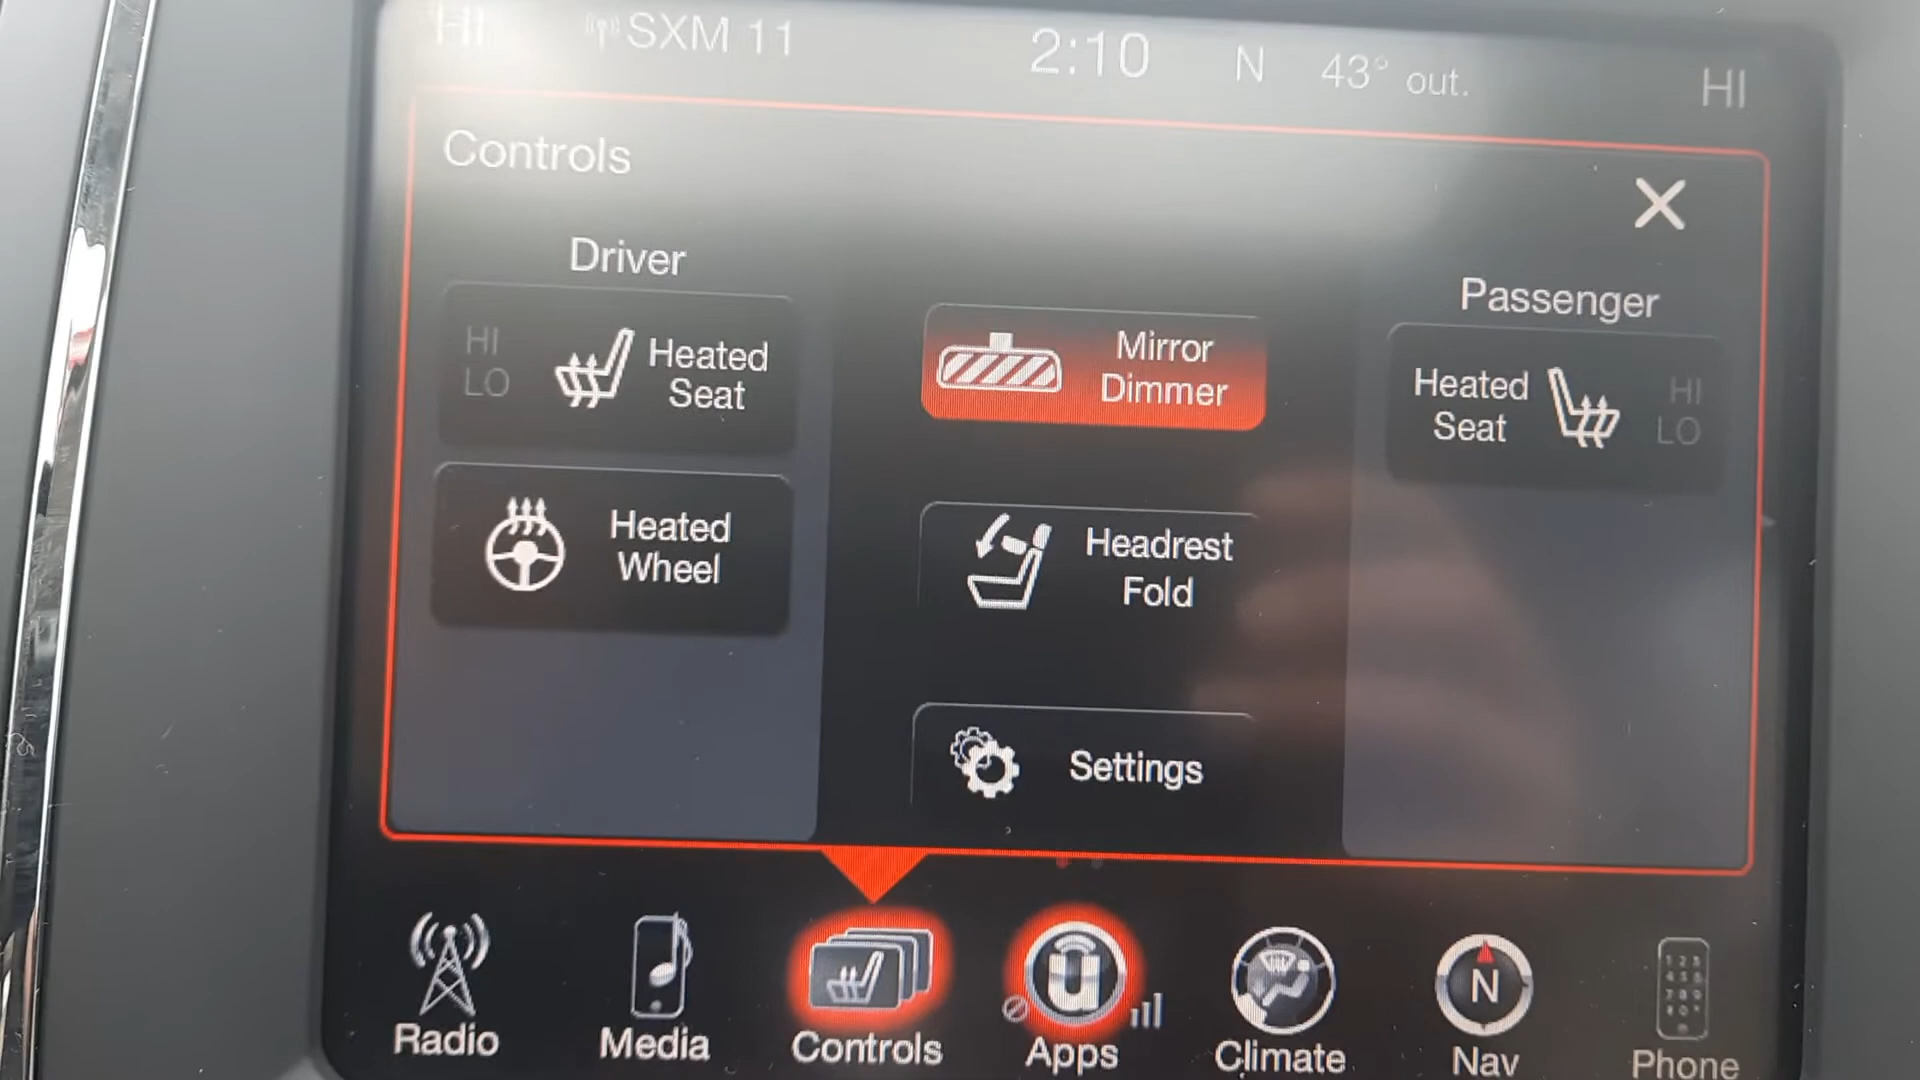 HI SXM 11 2:10 N 43° out. HI
Controls
X
Driver
HI
LO
Heated
Seat
Heated
Wheel
Mirror
Dimmer
Headrest
Fold
Settings
Passenger
Heated
Seat
HI
LO
Radio Media Controls Apps Climate N Nav Phone